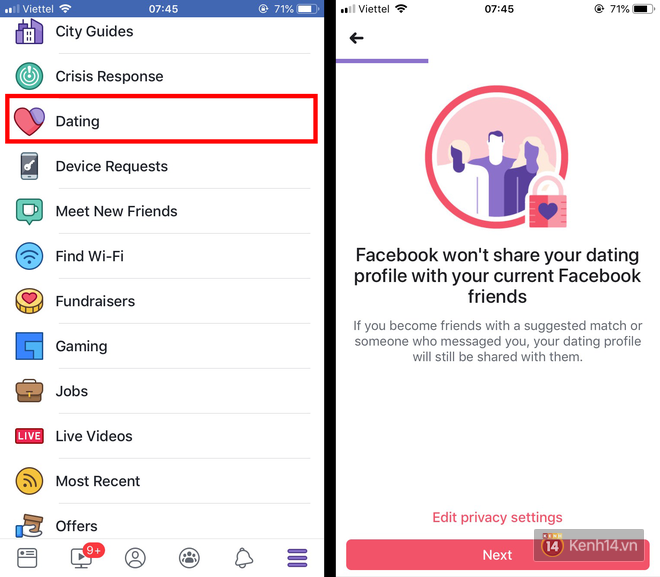 Viettel 07:45 71%
City Guides
Crisis Response
Dating
Device Requests
Meet New Friends
Find Wi-Fi
Fundraisers
Gaming
Jobs
LIVE Live Videos
Most Recent
Offers
9+
Viettel 07:45 71%
Facebook won't share your dating
profile with your current Facebook
friends
If you become friends with a suggested match or
someone who messaged you, your dating profile
will still be shared with them.
Edit privacy settings
Next
14 Kenh14.vn